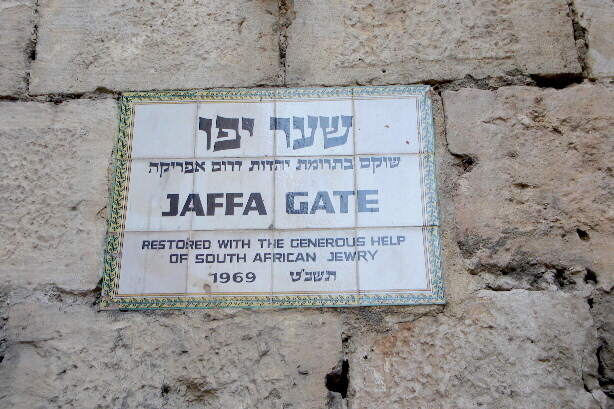 שער יפו
שוקם בתרומת יהדות דרום אפריקה
JAFFA GATE
RESTORED WITH THE GENEROUS HELP
OF SOUTH AFRICAN JEWRY
1969 תשכ"ט